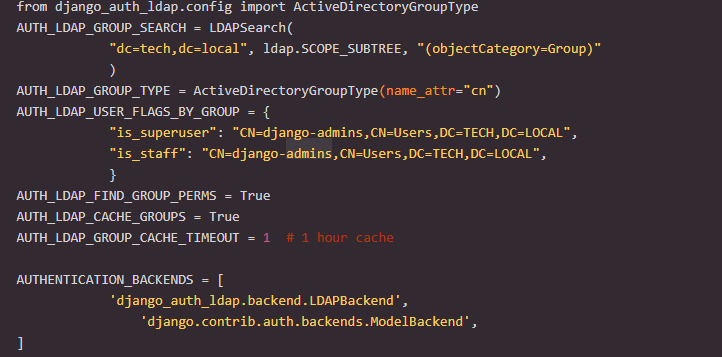 from django_auth_ldap.config import ActiveDirectoryGroupType
AUTH_LDAP_GROUP_SEARCH = LDAPSearch(
"dc=tech,dc=local", ldap.SCOPE_SUBTREE, "(objectCategory=Group)"
)
AUTH_LDAP_GROUP_TYPE = ActiveDirectoryGroupType(name_attr="cn")
AUTH_LDAP_USER_FLAGS_BY_GROUP = {
"is_superuser": "CN=django-admins,CN=Users,DC=TECH,DC=LOCAL",
"is_staff": "CN=django-admins,CN=Users,DC=TECH,DC=LOCAL",
}
AUTH_LDAP_FIND_GROUP_PERMS = True
AUTH_LDAP_CACHE_GROUPS = True
AUTH_LDAP_GROUP_CACHE_TIMEOUT = 1  # 1 hour cache
AUTHENTICATION_BACKENDS = [
'django_auth_ldap.backend.LDAPBackend',
'django.contrib.auth.backends.ModelBackend',
]